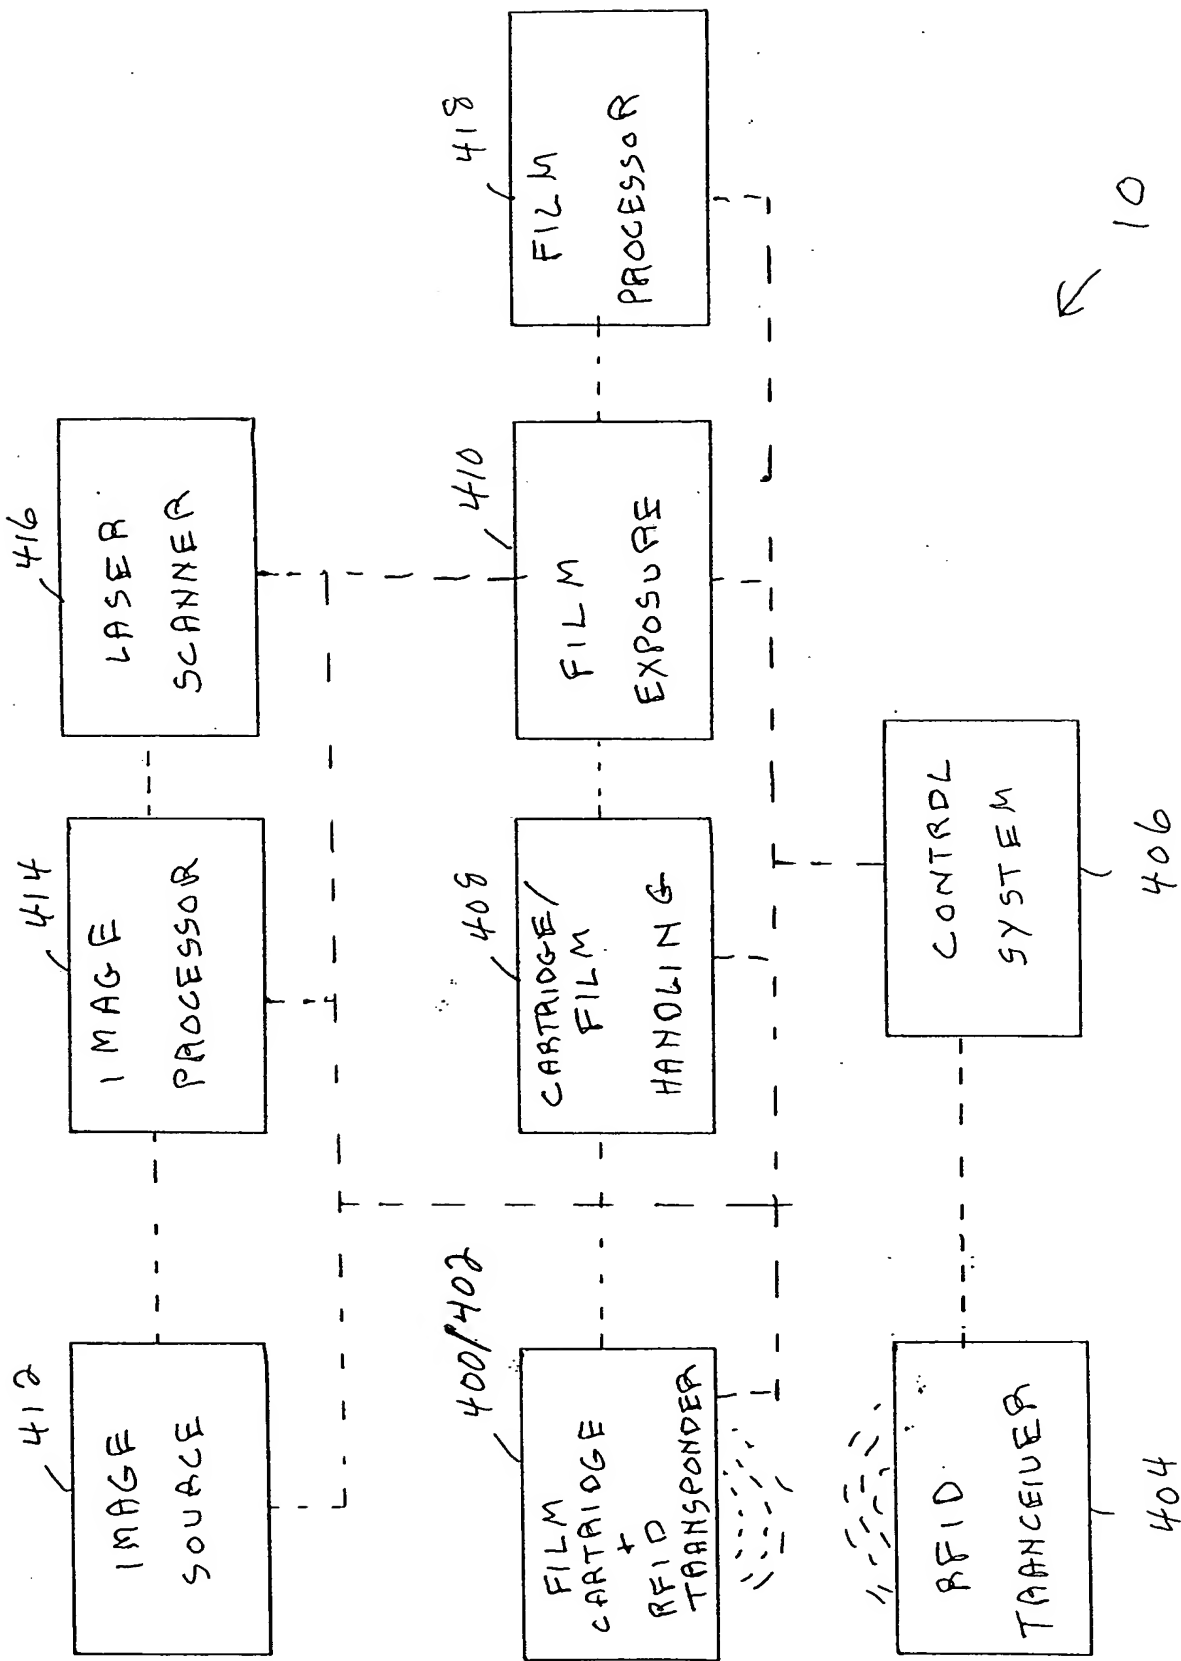 412
IMAGE
SOURCE
414
IMAGE
PROCESSOR
416
LASER
SCANNER
400/402
FILM
CARTRIDGE
+
RFID
TRANSPONDER
408
CARTRIDGE/
FILM
HANDLING
410
FILM
EXPOSURE
418
FILM
PROCESSOR
RFID
TRANCEIVER
404
CONTROL
SYSTEM
406
10